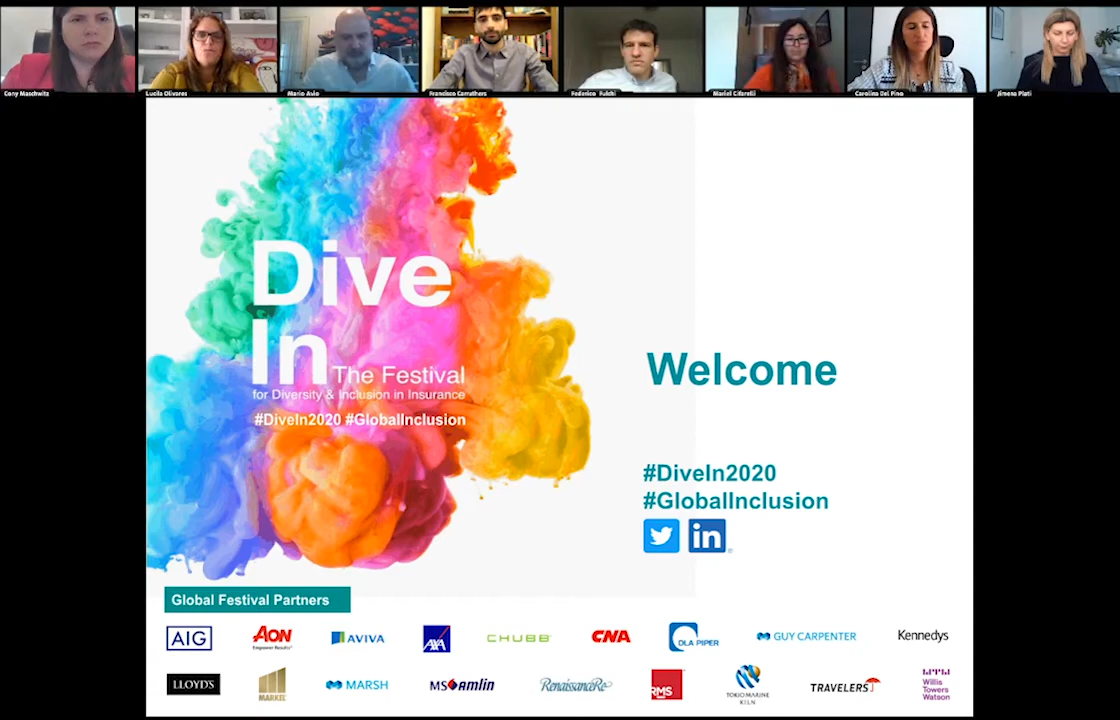 Cony Maschwitz
Lucila Olivares
Mario Avio
Francisco Carruthers
Federico Fulchi
Mariel Cifarelli
Carolina Del Pino
Jimena Plati
Dive
In The Festival
for Diversity & Inclusion in Insurance
#DiveIn2020 #GlobalInclusion
Welcome
#DiveIn2020
#GlobalInclusion
in
Global Festival Partners
AIG
AON
Empower Results®
AVIVA
AXA
CHUBB
CNA
DLA PIPER
GUY CARPENTER
Kennedys
LLOYD'S
MARKEL
MARSH
MS Amlin
RenaissanceRe
RMS
TOKIO MARINE
KILN
TRAVELERS
Willis
Towers
Watson